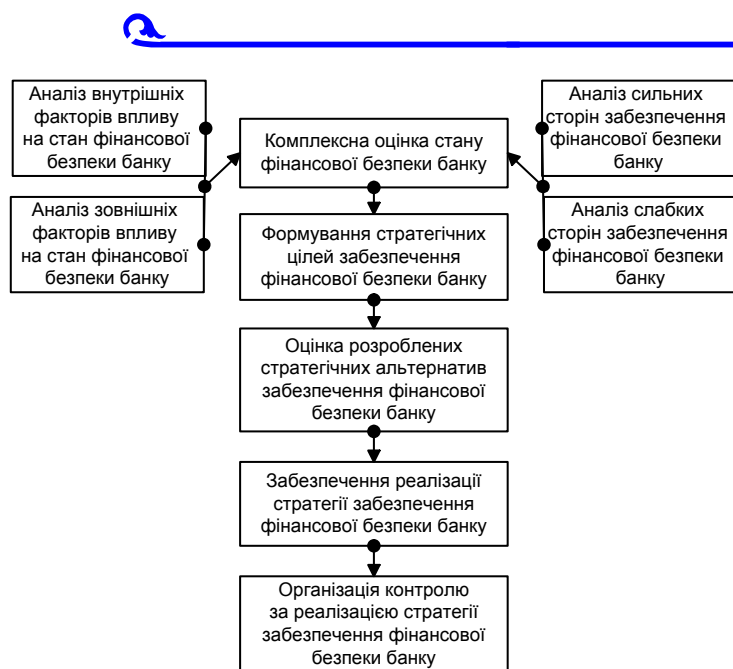 Аналіз внутрішніх
факторів впливу
на стан фінансової
безпеки банку
Аналіз зовнішніх
факторів впливу
на стан фінансової
безпеки банку
Комплексна оцінка стану
фінансової безпеки банку
Аналіз сильних
сторін забезпечення
фінансової безпеки
банку
Аналіз слабких
сторін забезпечення
фінансової безпеки
банку
Формування стратегічних
цілей забезпечення
фінансової безпеки банку
Оцінка розроблених
стратегічних альтернатив
забезпечення фінансової
безпеки банку
Забезпечення реалізації
стратегії забезпечення
фінансової безпеки банку
Організація контролю
за реалізацією стратегії
забезпечення фінансової
безпеки банку